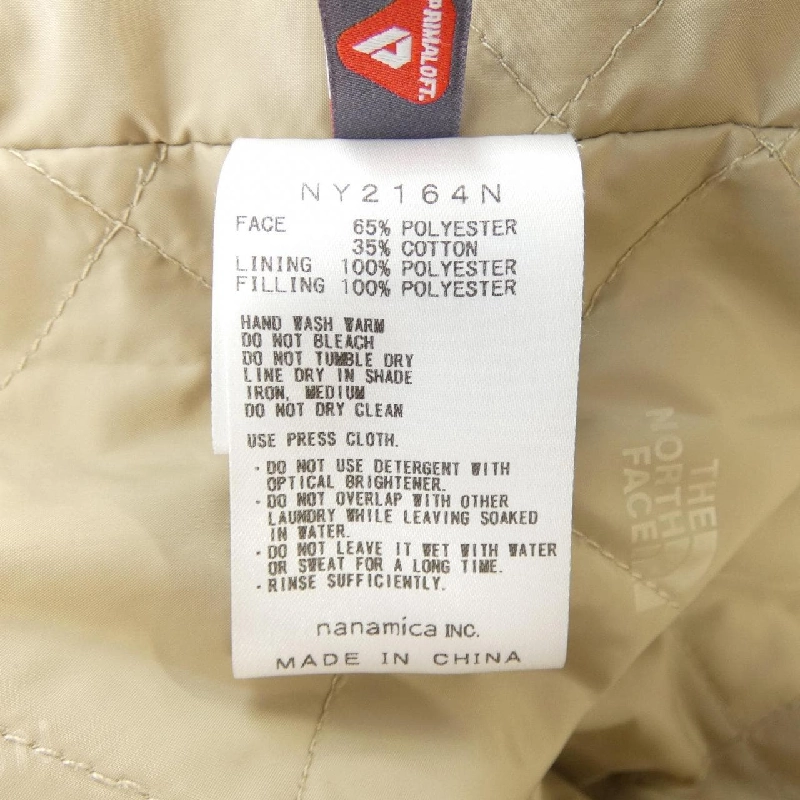 PRIMALOFT.
NY2164N
FACE 65% POLYESTER
35% COTTON
LINING 100% POLYESTER
FILLING 100% POLYESTER
HAND WASH WARM
DO NOT BLEACH
DO NOT TUMBLE DRY
LINE DRY IN SHADE
IRON, MEDIUM
DO NOT DRY CLEAN
USE PRESS CLOTH.
・DO NOT USE DETERGENT WITH
OPTICAL BRIGHTENER.
・DO NOT OVERLAP WITH OTHER
LAUNDRY WHILE LEAVING SOAKED
IN WATER.
・DO NOT LEAVE IT WET WITH WATER
OR SWEAT FOR A LONG TIME.
・RINSE SUFFICIENTLY.
nanamica INC.
MADE IN CHINA
THE
NORTH
FACE